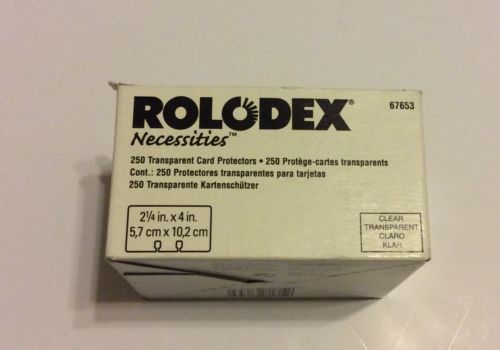 ROLODEX®
67653
Necessities™
250 Transparent Card Protectors • 250 Protège-cartes transparents
Cont.: 250 Protectores transparentes para tarjetas
250 Transparente Kartenschützer
2¼ in. x 4 in.
5,7 cm x 10,2 cm
CLEAR
TRANSPARENT
CLARO
KLAR